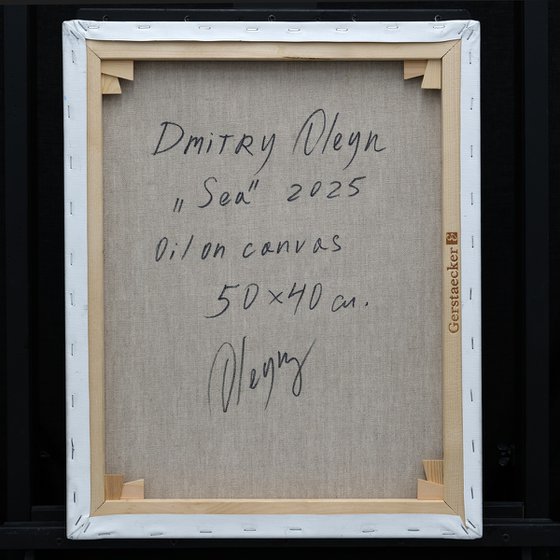 Dmitry Oleyn
„Sea" 2025
Oil on canvas
50×40 cm.
Oleyn
Gerstaecker